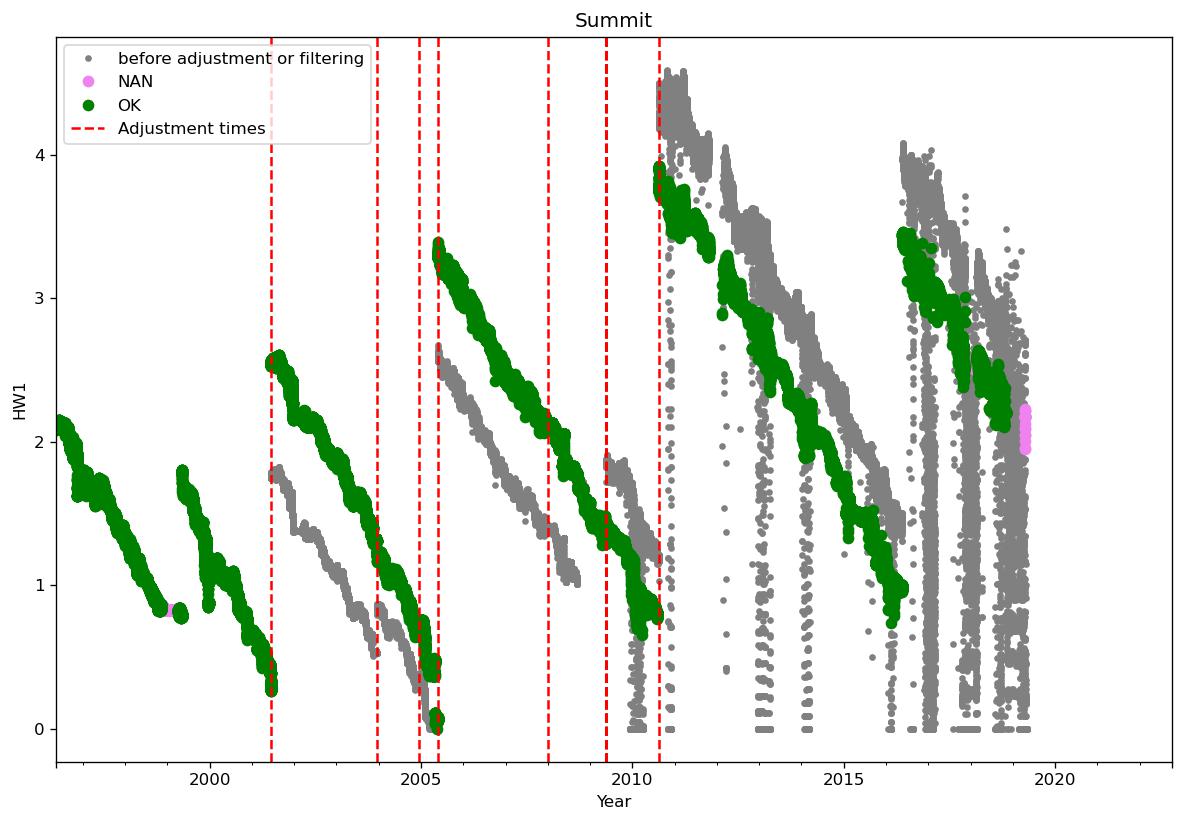 Summit
before adjustment or filtering
NAN
OK
Adjustment times
HW1
4
3
2
1
0
2000 2005 2010 2015 2020
Year